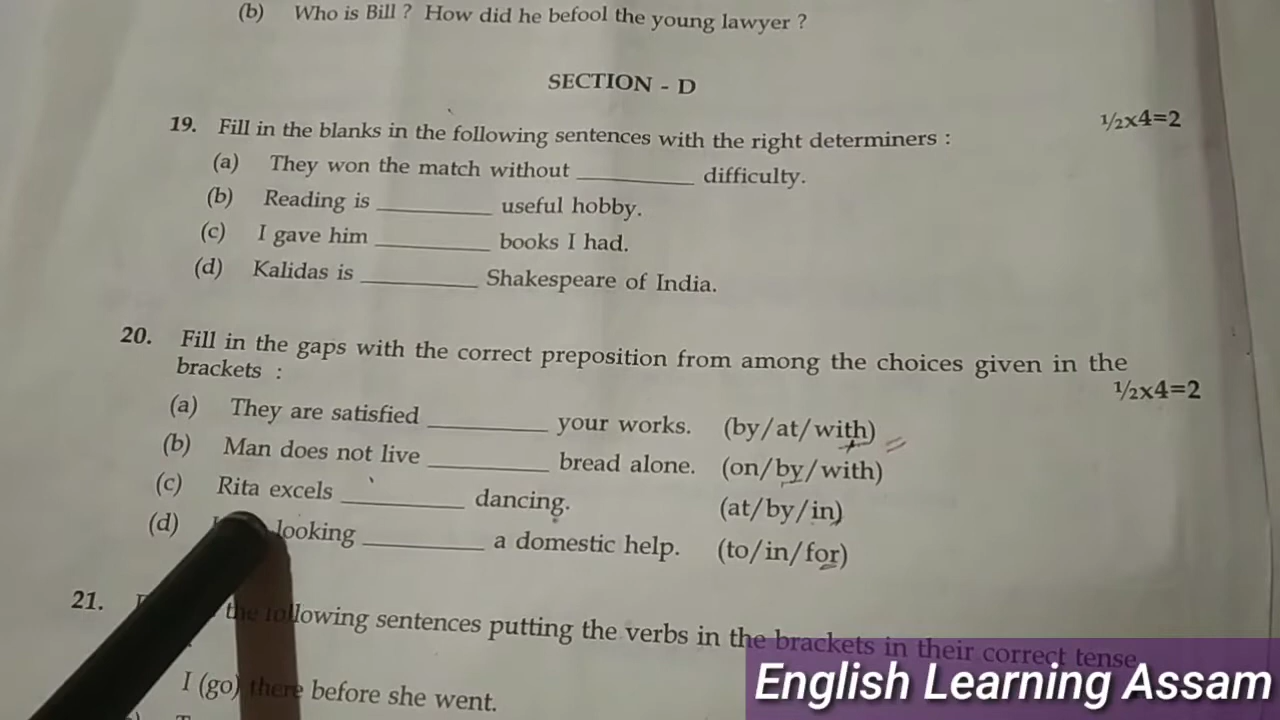 (b) Who is Bill ? How did he befool the young lawyer ?
SECTION - D
19. Fill in the blanks in the following sentences with the right determiners : ½x4=2
(a) They won the match without __________ difficulty.
(b) Reading is __________ useful hobby.
(c) I gave him __________ books I had.
(d) Kalidas is __________ Shakespeare of India.
20. Fill in the gaps with the correct preposition from among the choices given in the
brackets : ½x4=2
(a) They are satisfied __________ your works. (by/at/with)
(b) Man does not live __________ bread alone. (on/by/with)
(c) Rita excels __________ dancing. (at/by/in)
(d) looking __________ a domestic help. (to/in/for)
21. the following sentences putting the verbs in the brackets in their correct tense
I (go) there before she went.
English Learning Assam